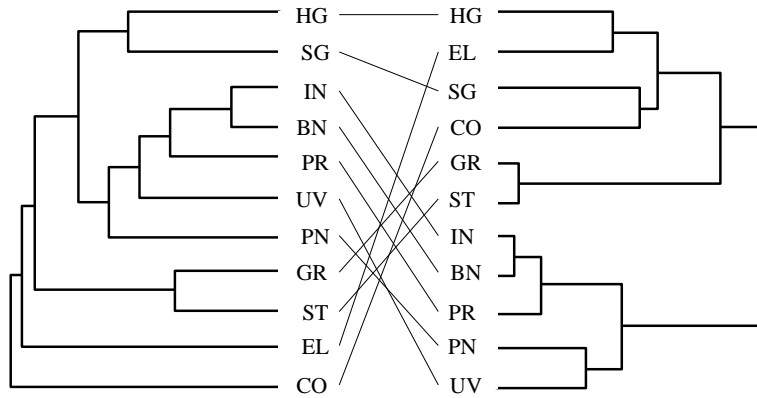 HG HG
SG EL
IN SG
BN CO
PR GR
UV ST
PN IN
GR BN
ST PR
EL PN
CO UV